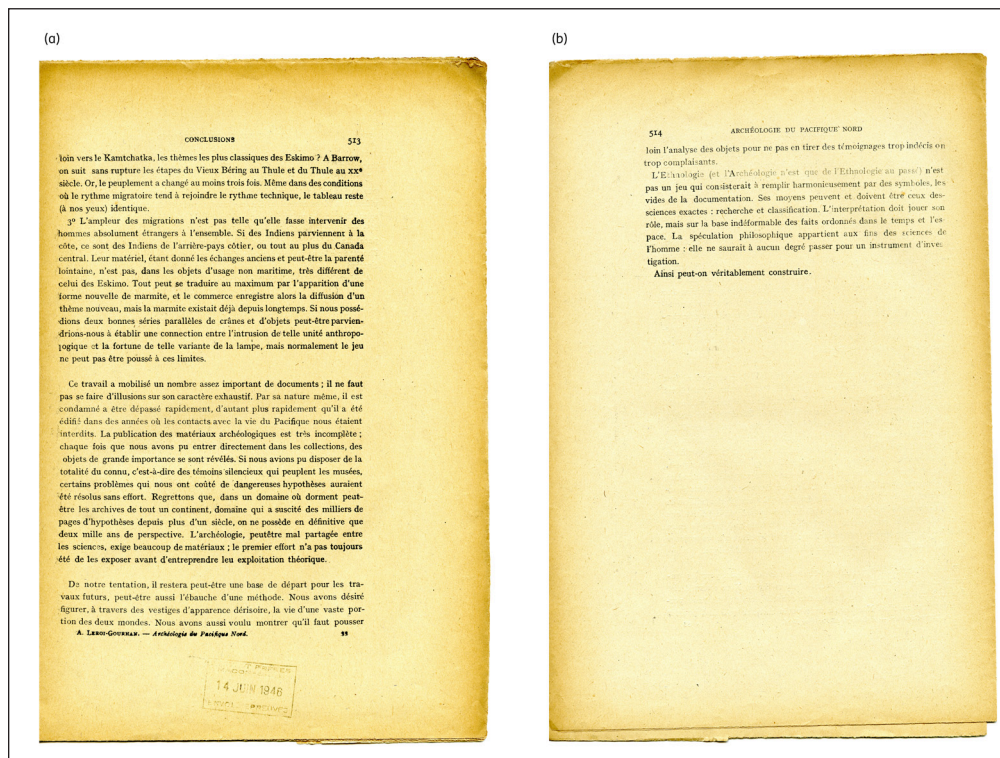 (a)
CONCLUSIONS 513
loin vers le Kamtchatka, les thèmes les plus classiques des Eskimo ? A Barrow,
on suit sans rupture les étapes du Vieux Béring au Thule et du Thule au XXe
siècle. Or, le peuplement a changé au moins trois fois. Même dans des conditions
où le rythme migratoire tend à rejoindre le rythme technique, le tableau reste
(à nos yeux) identique.
3º L'ampleur des migrations n'est pas telle qu'elle fasse intervenir des
hommes absolument étrangers à l'ensemble. Si des Indiens parviennent à la
côte, ce sont des Indiens de l'arrière-pays côtier, ou tout au plus du Canada
central. Leur matériel, étant donné les échanges anciens et peut-être la parenté
lointaine, n'est pas, dans les objets d'usage non maritime, très différent de
celui des Eskimo. Tout peut se traduire au maximum par l'apparition d'une
forme nouvelle de marmite, et le commerce enregistre alors la diffusion d'un
thème nouveau, mais la marmite existait déjà depuis longtemps. Si nous possé-
dions deux bonnes séries parallèles de crânes et d'objets peut-être parvien-
drions-nous à établir une connection entre l'intrusion de telle unité anthropo-
logique et la fortune de telle variante de la lampe, mais normalement le jeu
ne peut pas être poussé à ces limites.
Ce travail a mobilisé un nombre assez important de documents ; il ne faut
pas se faire d'illusions sur son caractère exhaustif. Par sa nature même, il est
condamné a être dépassé rapidement, d'autant plus rapidement qu'il a été
édifié dans des années où les contacts avec la vie du Pacifique nous étaient
interdits. La publication des matériaux archéologiques est très incomplète ;
chaque fois que nous avons pu entrer directement dans les collections, des
objets de grande importance se sont révélés. Si nous avions pu disposer de la
totalité du connu, c'est-à-dire des témoins silencieux qui peuplent les musées,
certains problèmes qui nous ont coûté de dangereuses hypothèses auraient
été résolus sans effort. Regrettons que, dans un domaine où dorment peut-
être les archives de tout un continent, domaine qui a suscité des milliers de
pages d'hypothèses depuis plus d'un siècle, on ne possède en définitive que
deux mille ans de perspective. L'archéologie, peutêtre mal partagée entre
les sciences, exige beaucoup de matériaux ; le premier effort n'a pas toujours
été de les exposer avant d'entreprendre leu exploitation théorique.
De notre tentation, il restera peut-être une base de départ pour les tra-
vaux futurs, peut-être aussi l'ébauche d'une méthode. Nous avons désiré
figurer, à travers des vestiges d'apparence dérisoire, la vie d'une vaste por-
tion des deux mondes. Nous avons aussi voulu montrer qu'il faut pousser
A. LEROI-GOURHAN. — Archéologie du Pacifique Nord. 33
14 JUIN 1946
(b)
514 ARCHÉOLOGIE DU PACIFIQUE NORD
loin l'analyse des objets pour ne pas en tirer des témoignages trop indécis ou
trop complaisants.
L'Ethnologie (et l'Archéologie n'est que de l'Ethnologie au passé) n'est
pas un jeu qui consisterait à remplir harmonieusement par des symboles, les
vides de la documentation. Ses moyens peuvent et doivent être ceux des
sciences exactes : recherche et classification. L'interprétation doit jouer son
rôle, mais sur la base indéformable des faits ordonnés dans le temps et l'es-
pace. La spéculation philosophique appartient aux fins des sciences de
l'homme : elle ne saurait à aucun degré passer pour un instrument d'inves
tigation.
Ainsi peut-on véritablement construire.